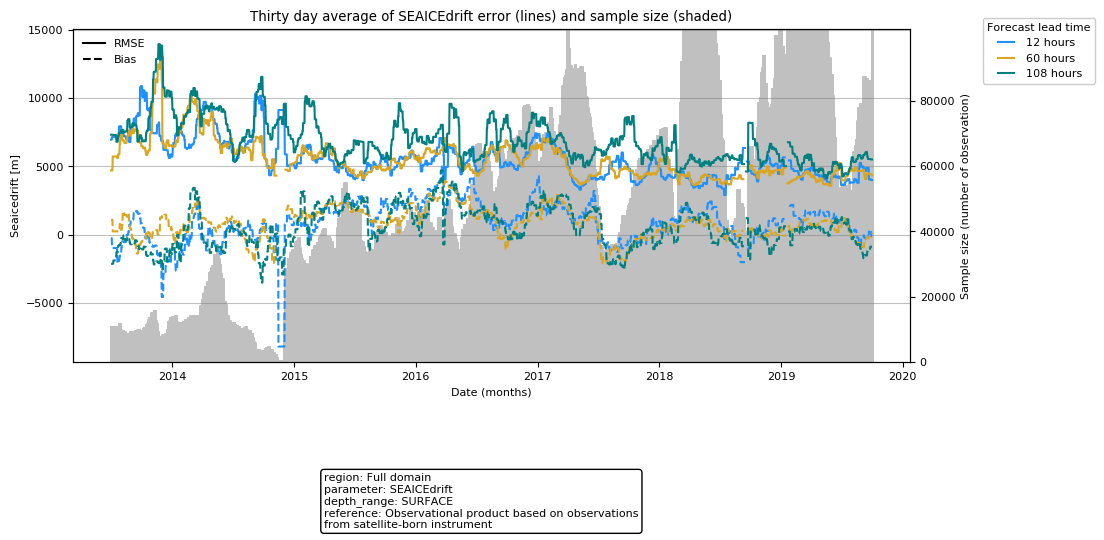 Thirty day average of SEAICEdrift error (lines) and sample size (shaded)
RMSE
Bias
Forecast lead time
12 hours
60 hours
108 hours
Seaicedrift [m]
15000
10000
5000
0
−5000
Sample size (number of observation)
80000
60000
40000
20000
0
2014
2015
2016
2017
2018
2019
2020
Date (months)
region: Full domain
parameter: SEAICEdrift
depth_range: SURFACE
reference: Observational product based on observations
from satellite-born instrument